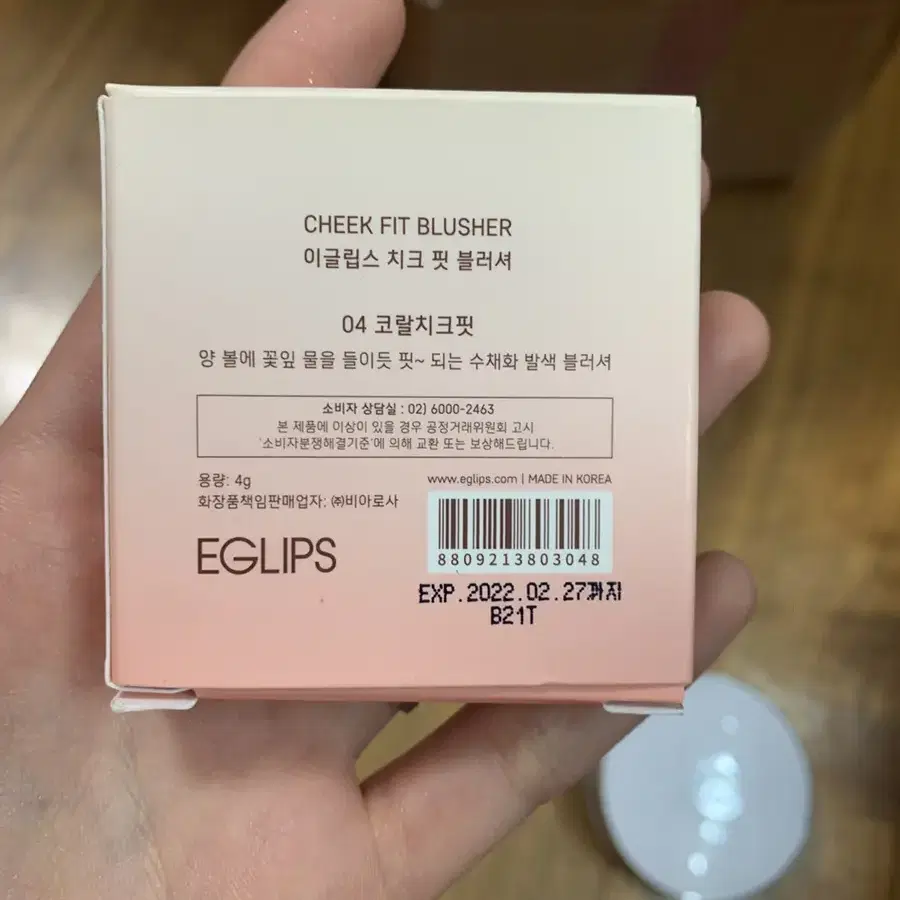 CHEEK FIT BLUSHER
이글립스 치크 핏 블러셔
04 코랄치크핏
양 볼에 꽃잎 물을 들이듯 핏~ 되는 수채화 발색 블러셔
소비자 상담실 : 02) 6000-2463
본 제품에 이상이 있을 경우 공정거래위원회 고시
'소비자분쟁해결기준'에 의해 교환 또는 보상해드립니다.
용량: 4g
화장품책임판매업자: ㈜비아로사
www.eglips.com | MADE IN KOREA
8809213803048
EGLIPS
EXP.2022.02.27까지
B21T